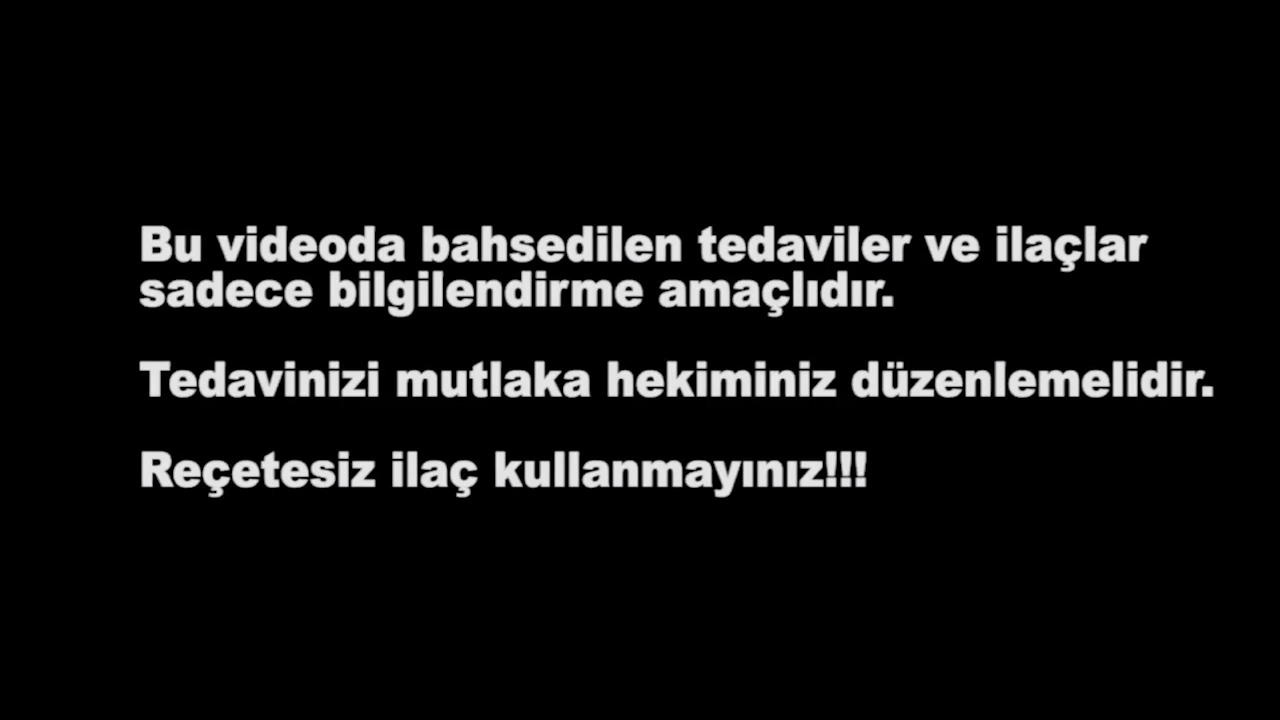 Bu videoda bahsedilen tedaviler ve ilaçlar
sadece bilgilendirme amaçlıdır.
Tedavinizi mutlaka hekiminiz düzenlemelidir.
Reçetesiz ilaç kullanmayınız!!!